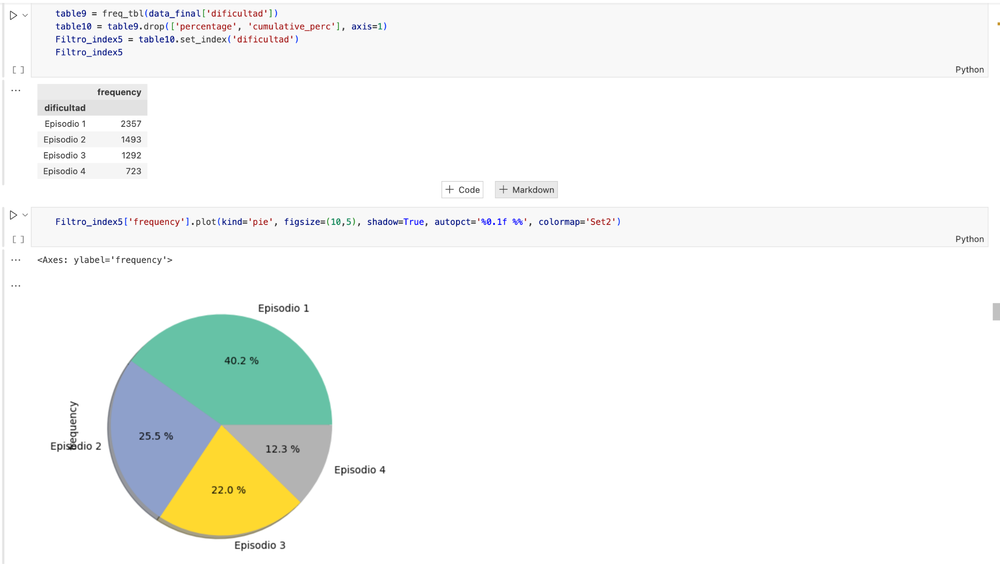 table9 = freq_tbl(data_final['dificultad'])
table10 = table9.drop(['percentage', 'cumulative_perc'], axis=1)
Filtro_index5 = table10.set_index('dificultad')
Filtro_index5
[ ]
Python
...
frequency
dificultad
Episodio 1 2357
Episodio 2 1493
Episodio 3 1292
Episodio 4 723
+ Code + Markdown
Filtro_index5['frequency'].plot(kind='pie', figsize=(10,5), shadow=True, autopct='%0.1f %%', colormap='Set2')
[ ]
Python
...
<Axes: ylabel='frequency'>
...
Episodio 1
40.2 %
frequency
25.5 %
Episodio 2
12.3 %
Episodio 4
22.0 %
Episodio 3